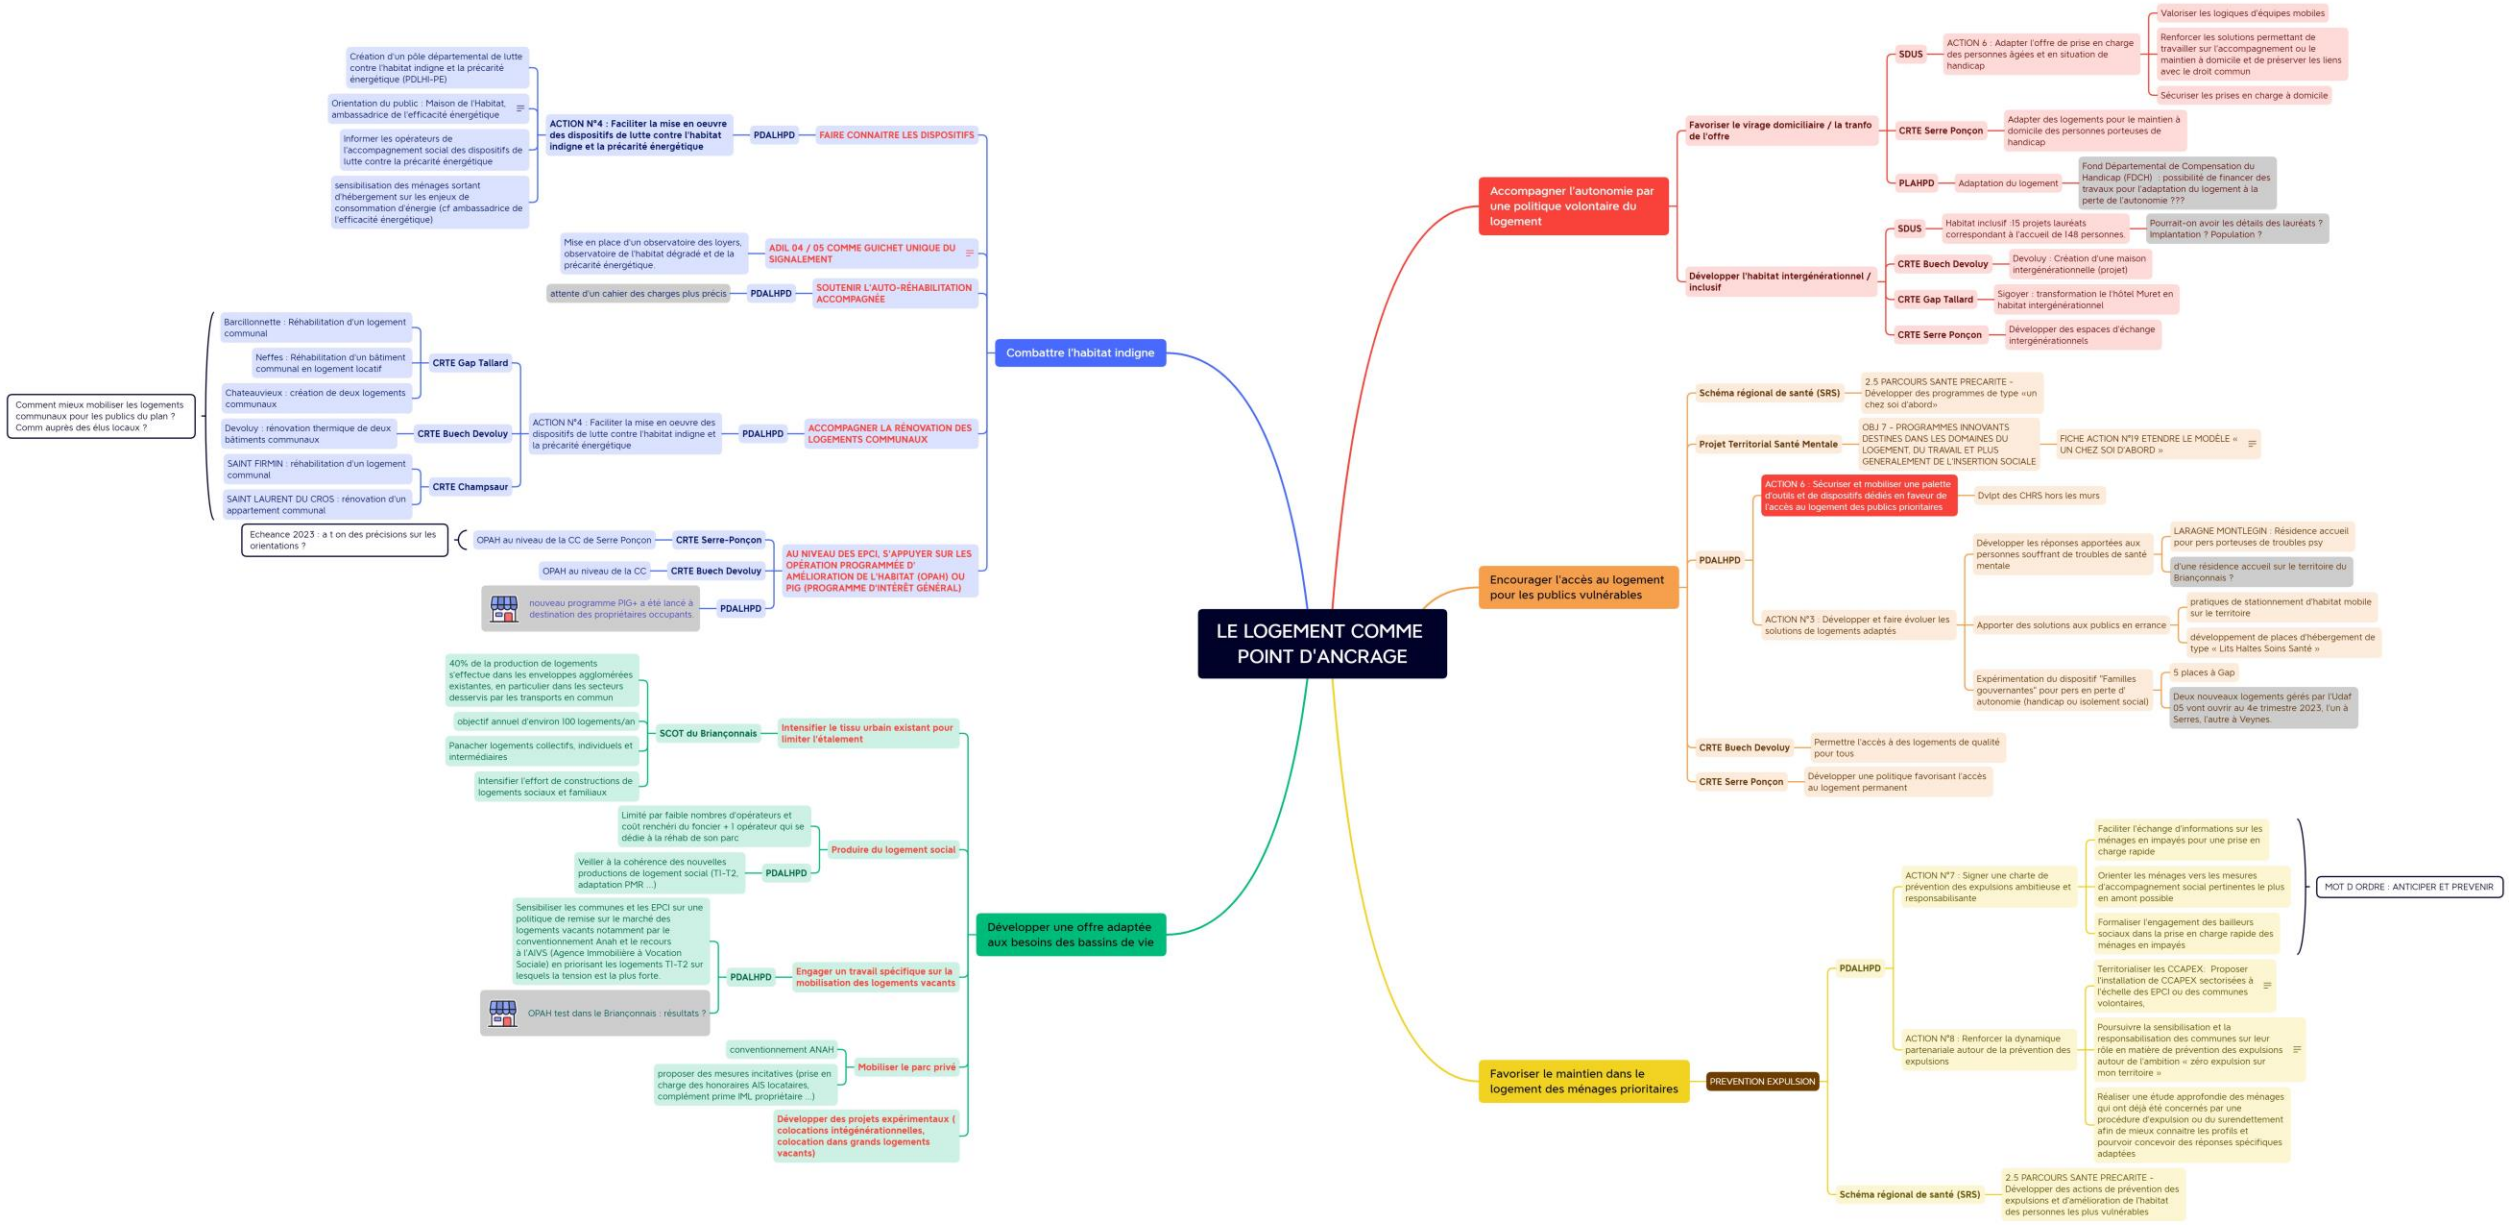 LE LOGEMENT COMME
POINT D'ANCRAGE
Accompagner l'autonomie par
une politique volontaire du
logement
Favoriser le virage domiciliaire / la tranfo
de l'offre
SDUS
ACTION 6 : Adapter l'offre de prise en charge
des personnes âgées et en situation de
handicap
Valoriser les logiques d'équipes mobiles
Renforcer les solutions permettant de
travailler sur l'accompagnement ou le
maintien à domicile et de préserver les liens
avec le droit commun
Sécuriser les prises en charge à domicile
CRTE Serre Ponçon
Adapter des logements pour le maintien à
domicile des personnes porteuses de
handicap
PLAHPD
Adaptation du logement
Fond Départemental de Compensation du
Handicap (FDCH) : possibilité de financer des
travaux pour l'adaptation du logement à la
perte de l'autonomie ???
Développer l'habitat intergénérationnel /
inclusif
SDUS
Habitat inclusif :15 projets lauréats
correspondant à l'accueil de 148 personnes.
Pourrait-on avoir les détails des lauréats ?
Implantation ? Population ?
CRTE Buech Devoluy
Devoluy : Création d'une maison
intergénérationnelle (projet)
CRTE Gap Tallard
Sigoyer : transformation le l'hôtel Muret en
habitat intergénérationnel
CRTE Serre Ponçon
Développer des espaces d'échange
intergénérationnels
Encourager l'accès au logement
pour les publics vulnérables
Schéma régional de santé (SRS)
2.5 PARCOURS SANTE PRECARITE -
Développer des programmes de type «un
chez soi d'abord»
Projet Territorial Santé Mentale
OBJ 7 - PROGRAMMES INNOVANTS
DESTINES DANS LES DOMAINES DU
LOGEMENT, DU TRAVAIL ET PLUS
GENERALEMENT DE L'INSERTION SOCIALE
FICHE ACTION N°19 ETENDRE LE MODÈLE «
UN CHEZ SOI D'ABORD »
PDALHPD
ACTION 6 : Sécuriser et mobiliser une palette
d'outils et de dispositifs dédiés en faveur de
l'accès au logement des publics prioritaires
Dvlpt des CHRS hors les murs
ACTION N°3 : Développer et faire évoluer les
solutions de logements adaptés
Développer les réponses apportées aux
personnes souffrant de troubles de santé
mentale
LARAGNE MONTLEGIN : Résidence accueil
pour pers porteuses de troubles psy
d'une résidence accueil sur le territoire du
Briançonnais ?
Apporter des solutions aux publics en errance
pratiques de stationnement d'habitat mobile
sur le territoire
développement de places d'hébergement de
type « Lits Haltes Soins Santé »
Expérimentation du dispositif "Familles
gouvernantes" pour pers en perte d'
autonomie (handicap ou isolement social)
5 places à Gap
Deux nouveaux logements gérés par l'Udaf
05 vont ouvrir au 4e trimestre 2023, l'un à
Serres, l'autre à Veynes.
CRTE Buech Devoluy
Permettre l'accès à des logements de qualité
pour tous
CRTE Serre Ponçon
Développer une politique favorisant l'accès
au logement permanent
Favoriser le maintien dans le
logement des ménages prioritaires
PREVENTION EXPULSION
PDALHPD
ACTION N°7 : Signer une charte de
prévention des expulsions ambitieuse et
responsabilisante
Faciliter l'échange d'informations sur les
ménages en impayés pour une prise en
charge rapide
Orienter les ménages vers les mesures
d'accompagnement social pertinentes le plus
en amont possible
Formaliser l'engagement des bailleurs
sociaux dans la prise en charge rapide des
ménages en impayés
MOT D ORDRE : ANTICIPER ET PREVENIR
ACTION N°8 : Renforcer la dynamique
partenariale autour de la prévention des
expulsions
Territorialiser les CCAPEX: Proposer
l'installation de CCAPEX sectorisées à
l'échelle des EPCI ou des communes
volontaires,
Poursuivre la sensibilisation et la
responsabilisation des communes sur leur
rôle en matière de prévention des expulsions
autour de l'ambition « zéro expulsion sur
mon territoire »
Réaliser une étude approfondie des ménages
qui ont déjà été concernés par une
procédure d'expulsion ou du surendettement
afin de mieux connaitre les profils et
pourvoir concevoir des réponses spécifiques
adaptées
Schéma régional de santé (SRS)
2.5 PARCOURS SANTE PRECARITE -
Développer des actions de prévention des
expulsions et d'amélioration de l'habitat
des personnes les plus vulnérables
Combattre l'habitat indigne
FAIRE CONNAITRE LES DISPOSITIFS
PDALHPD
ACTION N°4 : Faciliter la mise en oeuvre
des dispositifs de lutte contre l'habitat
indigne et la précarité énergétique
Création d'un pôle départemental de lutte
contre l'habitat indigne et la précarité
énergétique (PDLHI-PE)
Orientation du public : Maison de l'Habitat,
ambassadrice de l'efficacité énergétique
Informer les opérateurs de
l'accompagnement social des dispositifs de
lutte contre la précarité énergétique
sensibilisation des ménages sortant
d'hébergement sur les enjeux de
consommation d'énergie (cf ambassadrice de
l'efficacité énergétique)
ADIL 04 / 05 COMME GUICHET UNIQUE DU
SIGNALEMENT
Mise en place d'un observatoire des loyers,
observatoire de l'habitat dégradé et de la
précarité énergétique.
SOUTENIR L'AUTO-RÉHABILITATION
ACCOMPAGNÉE
PDALHPD
attente d'un cahier des charges plus précis
ACCOMPAGNER LA RÉNOVATION DES
LOGEMENTS COMMUNAUX
PDALHPD
ACTION N°4 : Faciliter la mise en oeuvre des
dispositifs de lutte contre l'habitat indigne et
la précarité énergétique
CRTE Gap Tallard
Barcillonnette : Réhabilitation d'un logement
communal
Neffes : Réhabilitation d'un bâtiment
communal en logement locatif
Chateauvieux : création de deux logements
communaux
CRTE Buech Devoluy
Devoluy : rénovation thermique de deux
bâtiments communaux
CRTE Champsaur
SAINT FIRMIN : réhabilitation d'un logement
communal
SAINT LAURENT DU CROS : rénovation d'un
appartement communal
Comment mieux mobiliser les logements
communaux pour les publics du plan ?
Comm auprès des élus locaux ?
AU NIVEAU DES EPCI, S'APPUYER SUR LES
OPÉRATION PROGRAMMÉE D'
AMÉLIORATION DE L'HABITAT (OPAH) OU
PIG (PROGRAMME D'INTÉRÊT GÉNÉRAL)
CRTE Serre-Ponçon
OPAH au niveau de la CC de Serre Ponçon
Echeance 2023 : a t on des précisions sur les
orientations ?
CRTE Buech Devoluy
OPAH au niveau de la CC
PDALHPD
nouveau programme PIG+ a été lancé à
destination des propriétaires occupants.
Développer une offre adaptée
aux besoins des bassins de vie
Intensifier le tissu urbain existant pour
limiter l'étalement
SCOT du Briançonnais
40% de la production de logements
s'effectue dans les enveloppes agglomérées
existantes, en particulier dans les secteurs
desservis par les transports en commun
objectif annuel d'environ 100 logements/an
Panacher logements collectifs, individuels et
intermédiaires
Intensifier l'effort de constructions de
logements sociaux et familiaux
Produire du logement social
Limité par faible nombres d'opérateurs et
coût renchéri du foncier + 1 opérateur qui se
dédie à la réhab de son parc
PDALHPD
Veiller à la cohérence des nouvelles
productions de logement social (T1-T2,
adaptation PMR ...)
Engager un travail spécifique sur la
mobilisation des logements vacants
PDALHPD
Sensibiliser les communes et les EPCI sur une
politique de remise sur le marché des
logements vacants notamment par le
conventionnement Anah et le recours
à l'AIVS (Agence Immobilière à Vocation
Sociale) en priorisant les logements T1-T2 sur
lesquels la tension est la plus forte.
OPAH test dans le Briançonnais : résultats ?
Mobiliser le parc privé
conventionnement ANAH
proposer des mesures incitatives (prise en
charge des honoraires AIS locataires,
complément prime IML propriétaire ...)
Développer des projets expérimentaux (
colocations intégénérationnelles,
colocation dans grands logements
vacants)